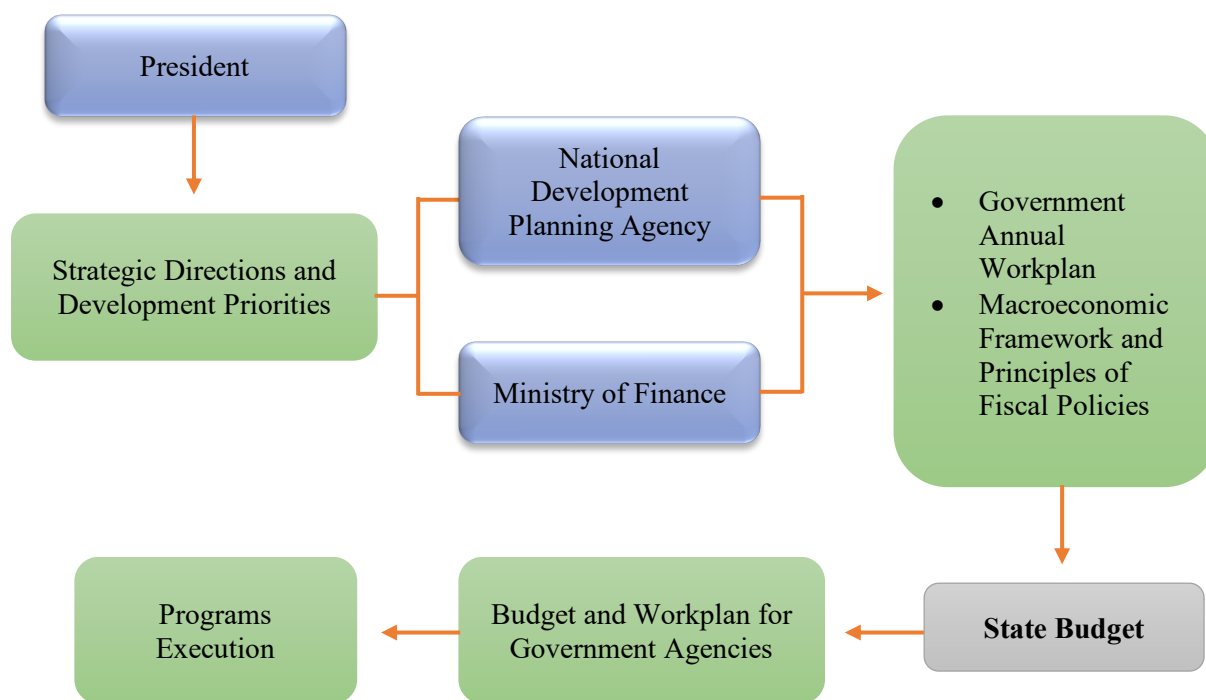 President
Strategic Directions and
Development Priorities
National
Development
Planning Agency
Ministry of Finance
• Government
Annual
Workplan
• Macroeconomic
Framework and
Principles of
Fiscal Policies
State Budget
Budget and Workplan for
Government Agencies
Programs
Execution